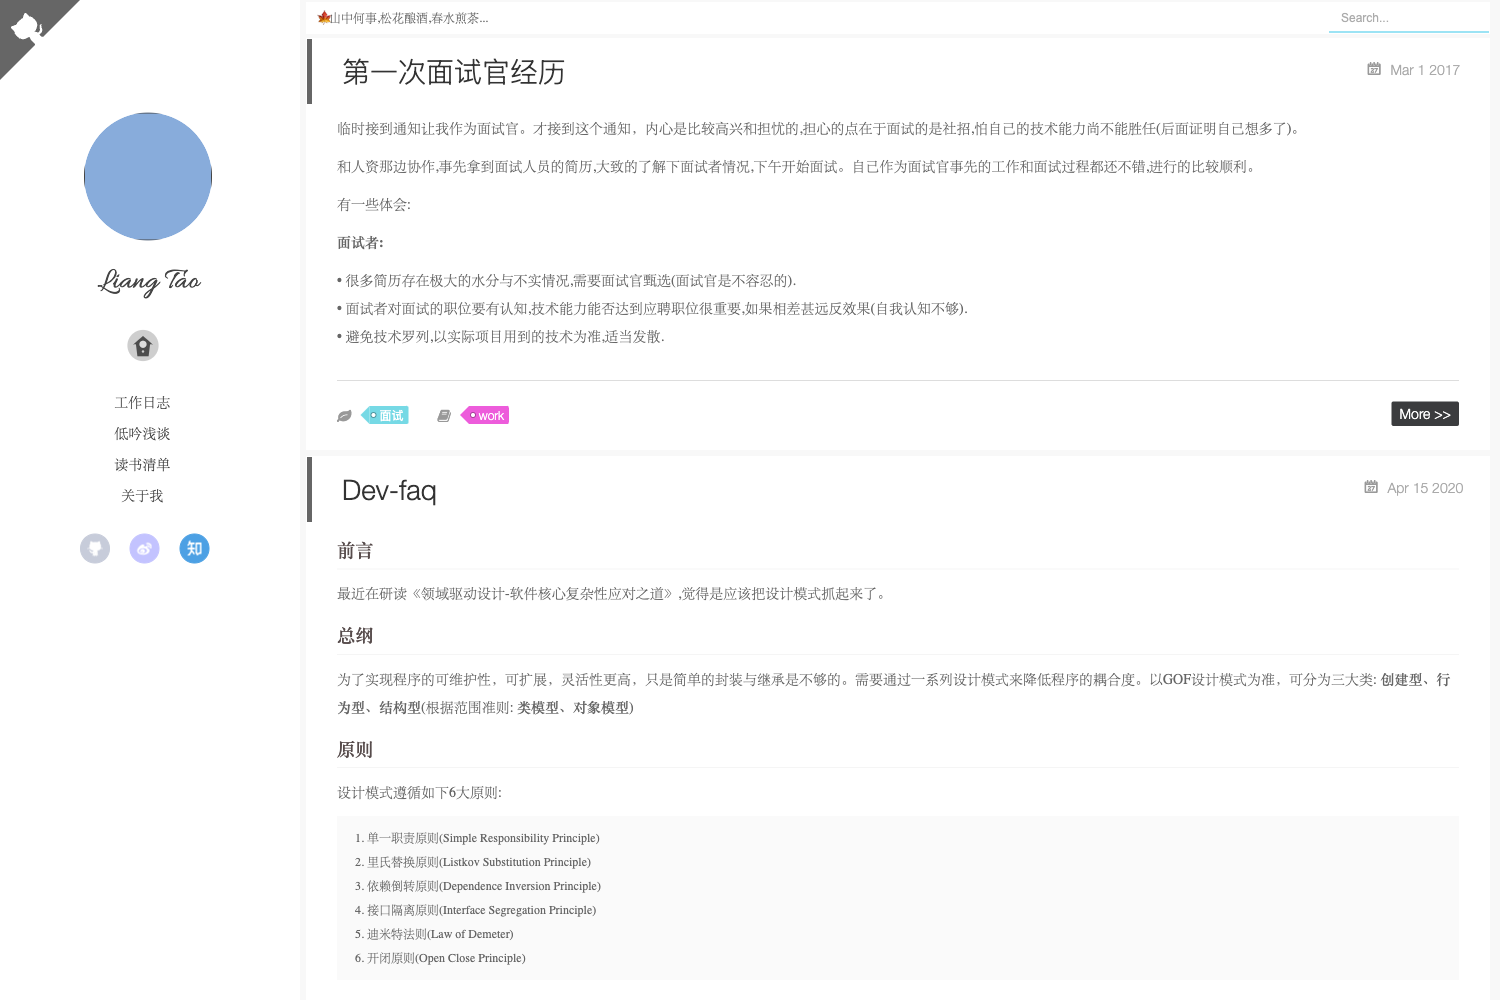 Liang Tao
工作日志
低吟浅谈
读书清单
关于我
知
山中何事,松花酿酒,春水煎茶...
Search...
第一次面试官经历
27
Mar 1 2017
临时接到通知让我作为面试官。才接到这个通知，内心是比较高兴和担忧的,担心的点在于面试的是社招,怕自己的技术能力尚不能胜任(后面证明自己想多了)。
和人资那边协作,事先拿到面试人员的简历,大致的了解下面试者情况,下午开始面试。自己作为面试官事先的工作和面试过程都还不错,进行的比较顺利。
有一些体会:
面试者:
• 很多简历存在极大的水分与不实情况,需要面试官甄选(面试官是不容忍的).
• 面试者对面试的职位要有认知,技术能力能否达到应聘职位很重要,如果相差甚远反效果(自我认知不够).
• 避免技术罗列,以实际项目用到的技术为准,适当发散.
面试
work
More >>
Dev-faq
27
Apr 15 2020
前言
最近在研读《领域驱动设计-软件核心复杂性应对之道》,觉得是应该把设计模式抓起来了。
总纲
为了实现程序的可维护性，可扩展，灵活性更高，只是简单的封装与继承是不够的。需要通过一系列设计模式来降低程序的耦合度。以GOF设计模式为准，可分为三大类: 创建型、行
为型、结构型(根据范围准则: 类模型、对象模型)
原则
设计模式遵循如下6大原则:
1. 单一职责原则(Simple Responsibility Principle)
2. 里氏替换原则(Listkov Substitution Principle)
3. 依赖倒转原则(Dependence Inversion Principle)
4. 接口隔离原则(Interface Segregation Principle)
5. 迪米特法则(Law of Demeter)
6. 开闭原则(Open Close Principle)